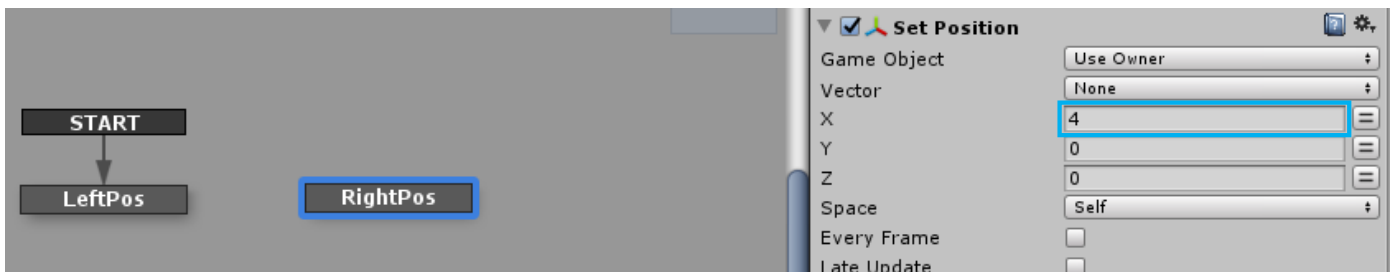 START
LeftPos
RightPos
Set Position
Game Object Use Owner
Vector None
X 4
Y 0
Z 0
Space Self
Every Frame
Late Update